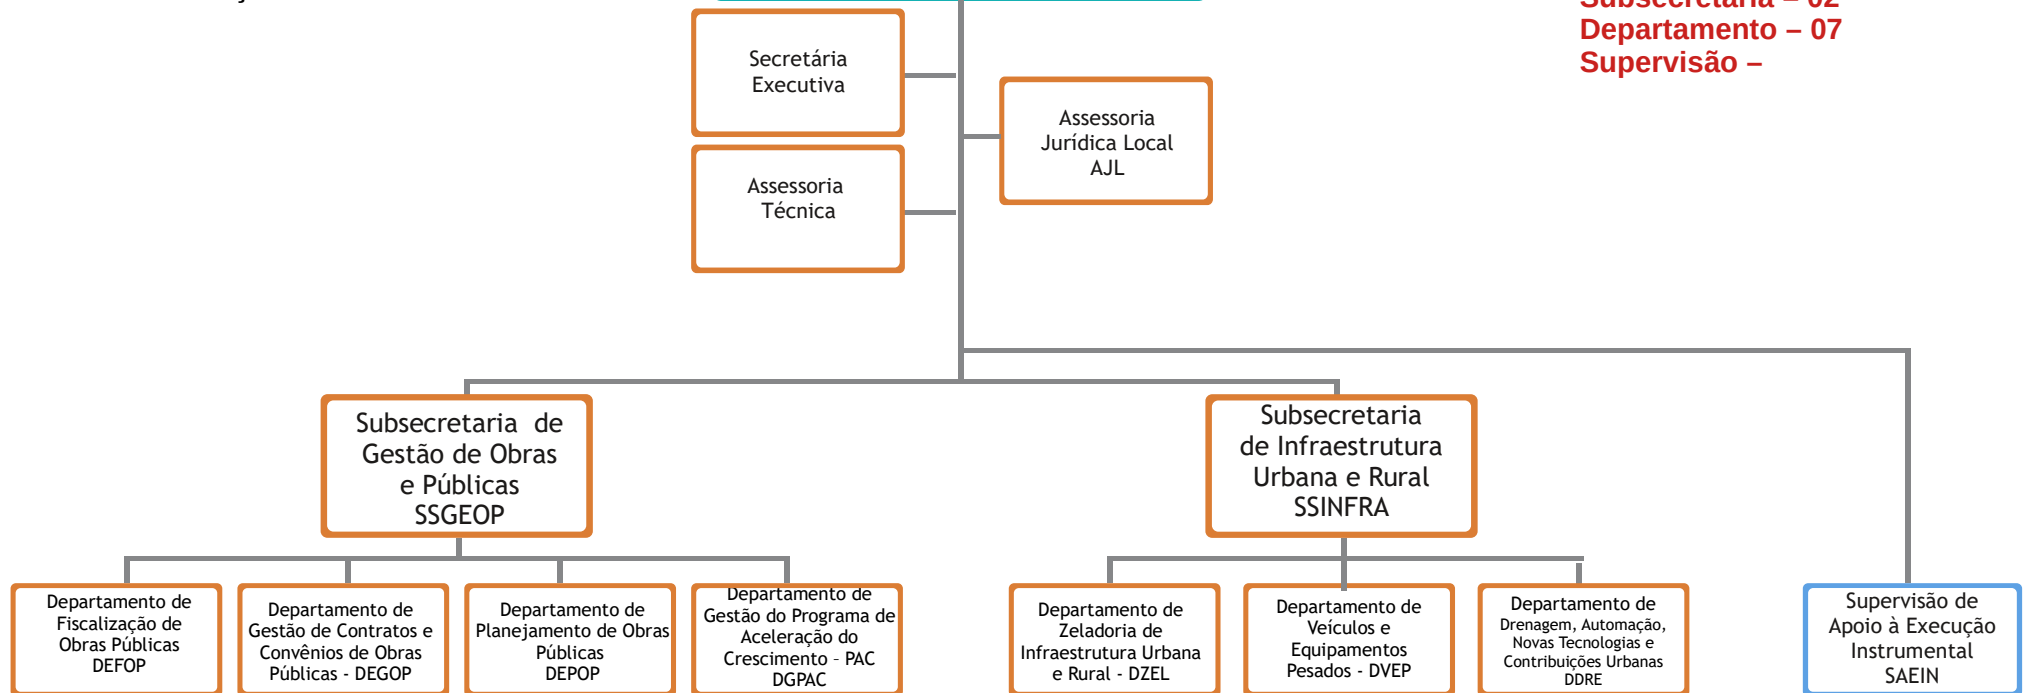 Subsecretaria – 02
Departamento – 07
Supervisão –
Secretária
Executiva
Assessoria
Jurídica Local
AJL
Assessoria
Técnica
Subsecretaria de
Gestão de Obras
e Públicas
SSGEOP
Subsecretaria
de Infraestrutura
Urbana e Rural
SSINFRA
Departamento de
Fiscalização de
Obras Públicas
DEFOP
Departamento de
Gestão de Contratos e
Convênios de Obras
Públicas - DEGOP
Departamento de
Planejamento de Obras
Públicas
DEPOP
Departamento de
Gestão do Programa de
Aceleração do
Crescimento – PAC
DGPAC
Departamento de
Zeladoria de
Infraestrutura Urbana
e Rural - DZEL
Departamento de
Veículos e
Equipamentos
Pesados - DVEP
Departamento de
Drenagem, Automação,
Novas Tecnologias e
Contribuições Urbanas
DDRE
Supervisão de
Apoio à Execução
Instrumental
SAEIN